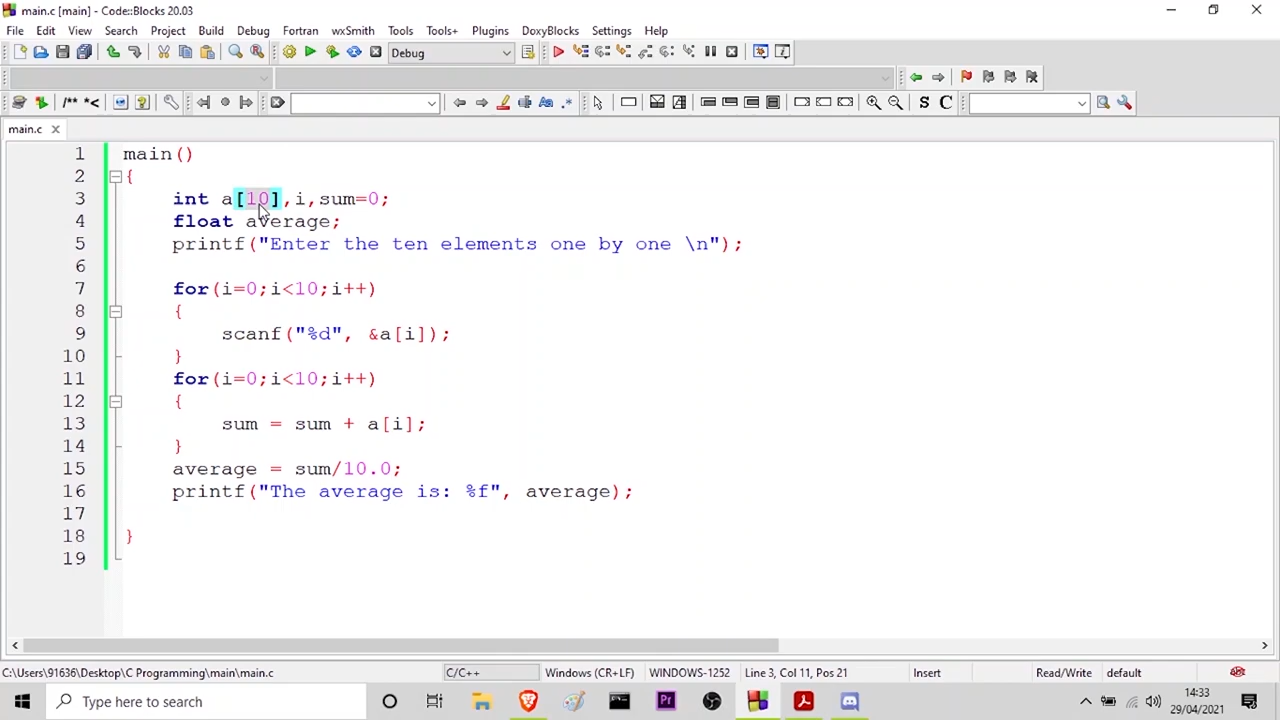 main.c [main] - Code::Blocks 20.03
File Edit View Search Project Build Debug Fortran wxSmith Tools Tools+ Plugins DoxyBlocks Settings Help
Debug
/** *<
Aa .* S C
main.c
1 main()
2 {
3 int a[10],i,sum=0;
4 float average;
5 printf("Enter the ten elements one by one \n");
6
7 for(i=0;i<10;i++)
8 {
9 scanf("%d", &a[i]);
10 }
11 for(i=0;i<10;i++)
12 {
13 sum = sum + a[i];
14 }
15 average = sum/10.0;
16 printf("The average is: %f", average);
17
18 }
19
C:\Users\91636\Desktop\C Programming\main\main.c C/C++ Windows (CR+LF) WINDOWS-1252 Line 3, Col 11, Pos 21 Insert Read/Write default
Type here to search
Pr
14:33
29/04/2021